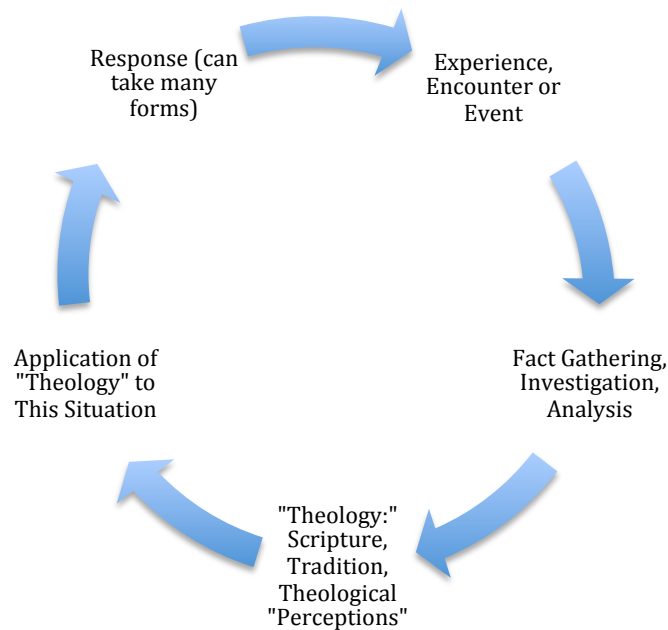 Response (can
take many
forms)
Experience,
Encounter or
Event
Fact Gathering,
Investigation,
Analysis
"Theology:"
Scripture,
Tradition,
Theological
"Perceptions"
Application of
"Theology" to
This Situation